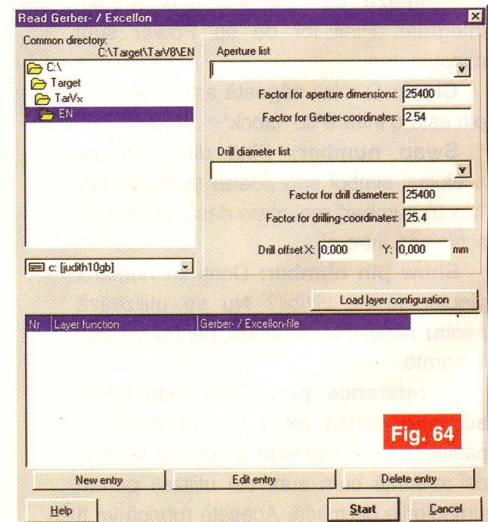 Read Gerber- / Excellon
Common directory:
C:\Target\TarV8\EN
C:\
Target
TarVx
EN
c: [judith10gb]
Aperture list
Factor for aperture dimensions: 25400
Factor for Gerber-coordinates: 2.54
Drill diameter list
Factor for drill diameters: 25400
Factor for drilling-coordinates: 25.4
Drill offset X: 0,000 Y: 0,000 mm
Load layer configuration
Nr Layer function Gerber- / Excellon-file
Fig. 64
New entry Edit entry Delete entry
Help Start Cancel